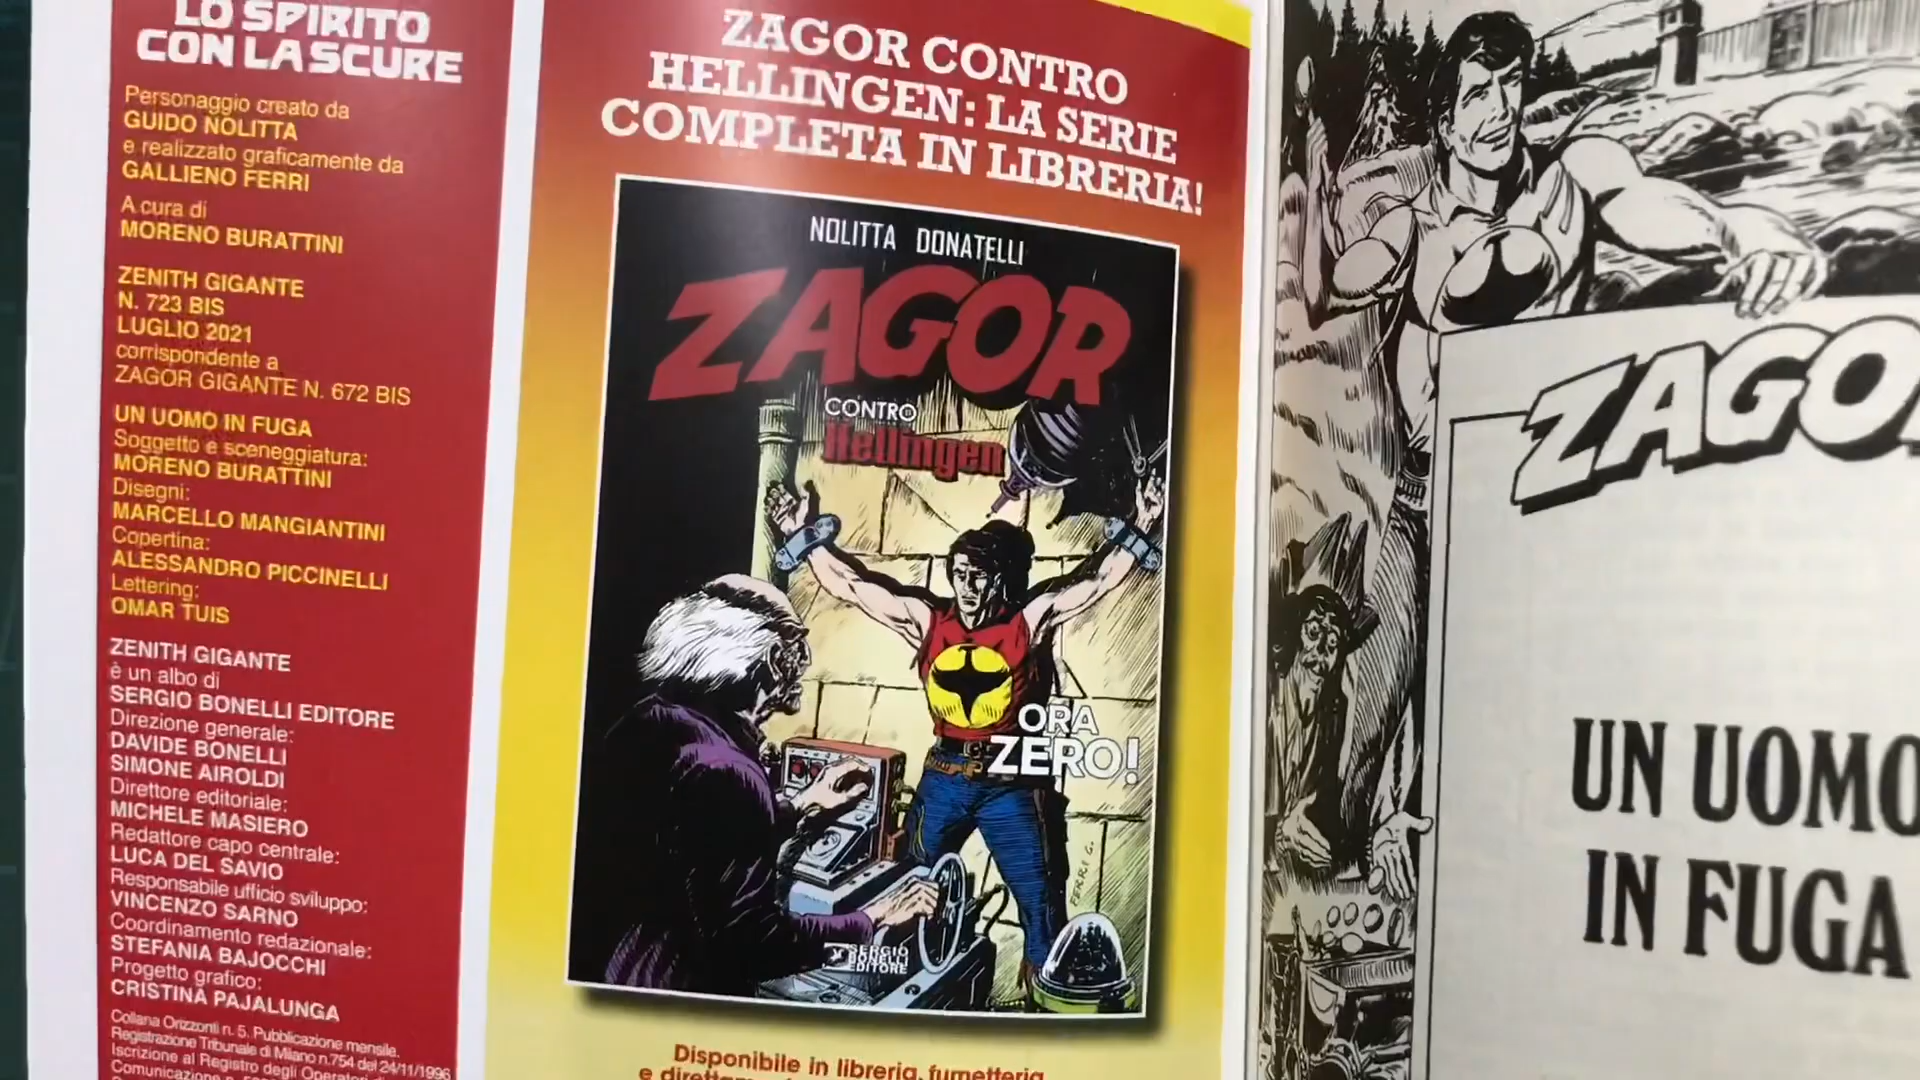 LO SPIRITO
CON LA SCURE
Personaggio creato da
GUIDO NOLITTA
e realizzato graficamente da
GALLIENO FERRI
A cura di
MORENO BURATTINI
ZENITH GIGANTE
N. 723 BIS
LUGLIO 2021
corrispondente a
ZAGOR GIGANTE N. 672 BIS
UN UOMO IN FUGA
Soggetto e sceneggiatura:
MORENO BURATTINI
Disegni:
MARCELLO MANGIANTINI
Copertina:
ALESSANDRO PICCINELLI
Lettering:
OMAR TUIS
ZENITH GIGANTE
è un albo di
SERGIO BONELLI EDITORE
Direzione generale:
DAVIDE BONELLI
SIMONE AIROLDI
Direttore editoriale:
MICHELE MASIERO
Redattore capo centrale:
LUCA DEL SAVIO
Responsabile ufficio sviluppo:
VINCENZO SARNO
Coordinamento redazionale:
STEFANIA BAJOCCHI
Progetto grafico:
CRISTINA PAJALUNGA
Collana Orizzonti n. 5. Pubblicazione mensile.
Registrazione Tribunale di Milano n.754 del 24/11/1996
Iscrizione al Registro degli Operatori di
Comunicazione n.
ZAGOR CONTRO
HELLINGEN: LA SERIE
COMPLETA IN LIBRERIA!
NOLITTA DONATELLI
ZAGOR
CONTRO
Hellingen
ORA
ZERO!
FERRI G.
SERGIO
BONELLI
EDITORE
Disponibile in libreria, fumetteria
ZAGO
UN UOMO
IN FUGA